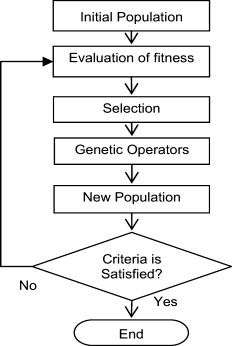 Initial Population
Evaluation of fitness
Selection
Genetic Operators
New Population
Criteria is
Satisfied?
No
Yes
End